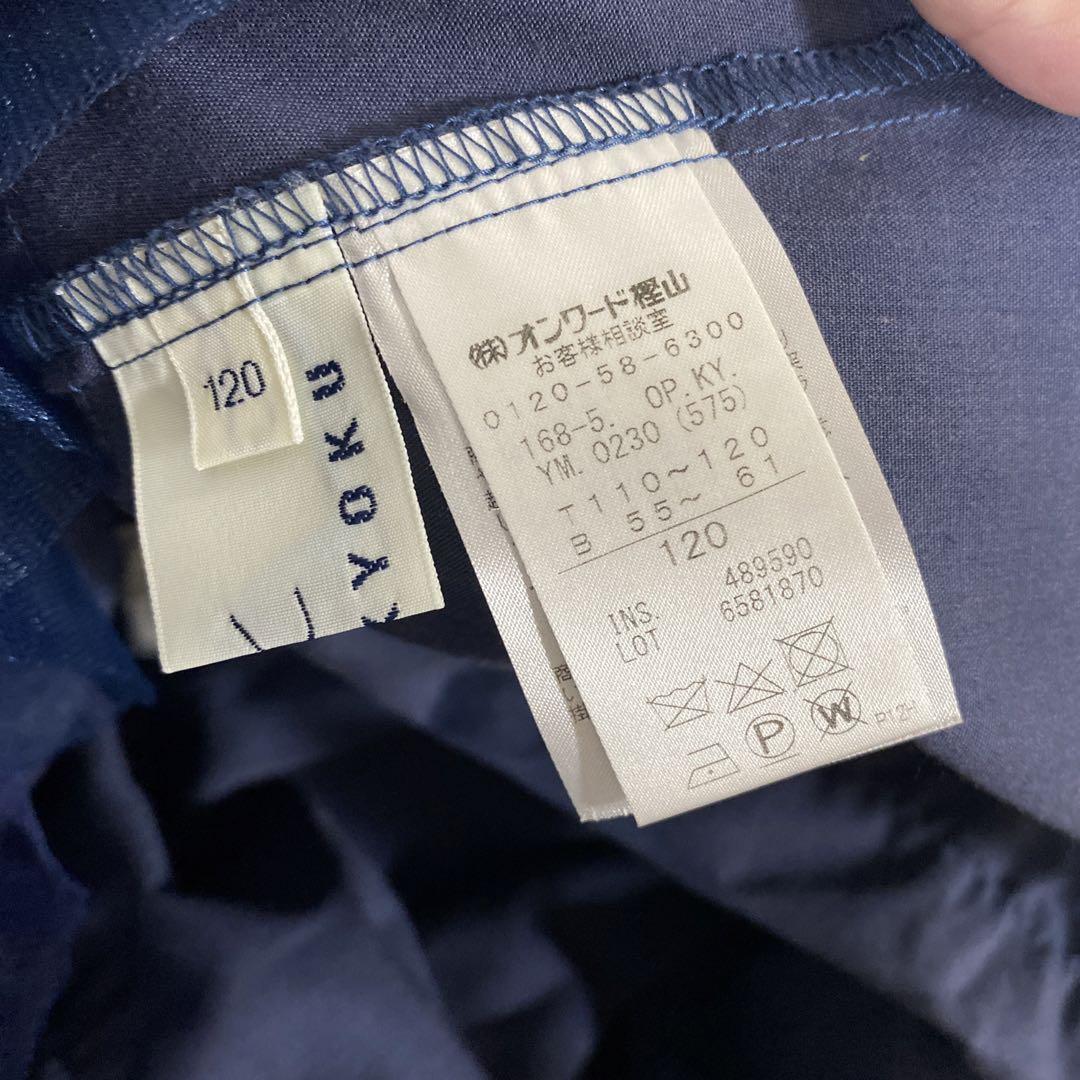 120
KYOKU
㈱オンワード樫山
お客様相談室
0120-58-6300
168-5. OP.KY.
YM. 0230 (575)
T110～120
B 55～ 61
120
INS. 489590
LOT 6581870
P
W